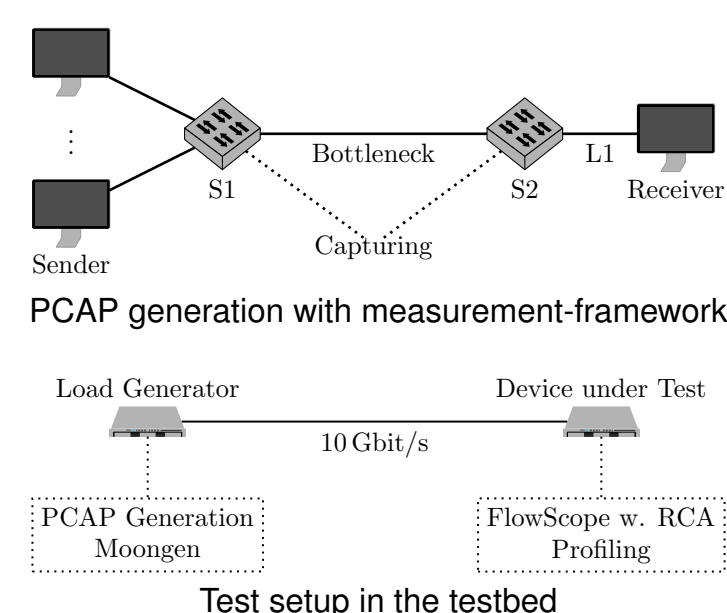 Bottleneck
L1
S1
S2
Receiver
Capturing
Sender
PCAP generation with measurement-framework
Load Generator
Device under Test
10 Gbit/s
PCAP Generation
Moongen
FlowScope w. RCA
Profiling
Test setup in the testbed